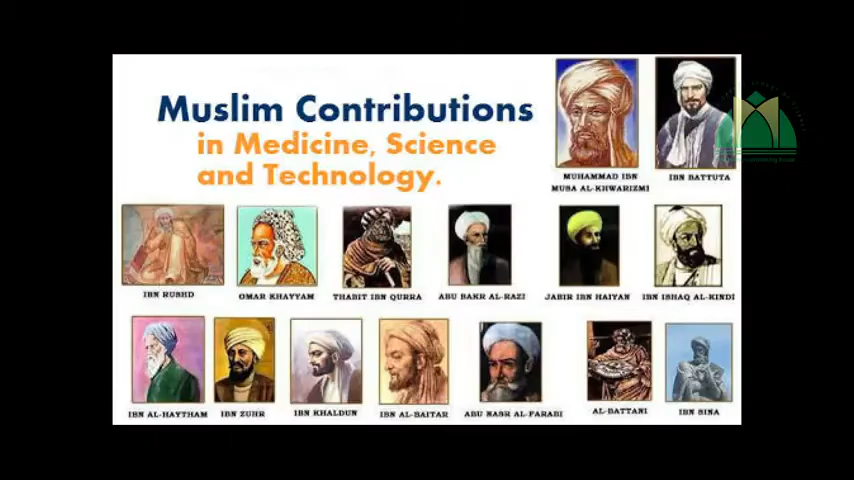 Muslim Contributions
in Medicine, Science
and Technology.
MUHAMMAD IBN
MUSA AL-KHWARIZMI
IBN BATTUTA
IBN RUSHD
OMAR KHAYYAM
THABIT IBN QURRA
ABU BAKR AL-RAZI
JABIR IBN HAIYAN
IBN ISHAQ AL-KINDI
IBN AL-HAYTHAM
IBN ZUHR
IBN KHALDUN
IBN AL-BAITAR
ABU NASR AL-FARABI
AL-BATTANI
IBN SINA